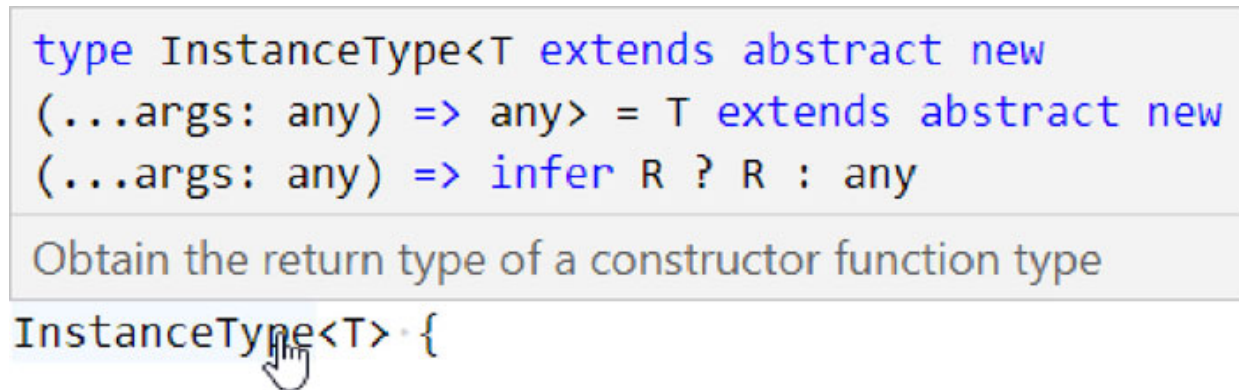 type InstanceType<T extends abstract new
(...args: any) => any> = T extends abstract new
(...args: any) => infer R ? R : any
Obtain the return type of a constructor function type
InstanceType<T> {